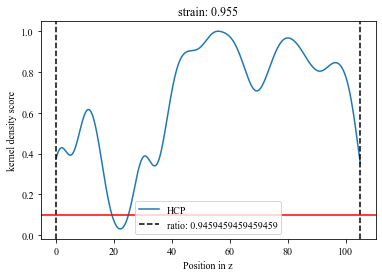 strain: 0.955
kernel density score
1.0
0.8
0.6
0.4
0.2
0.0
HCP
ratio: 0.9459459459459459
0 20 40 60 80 100
Position in z